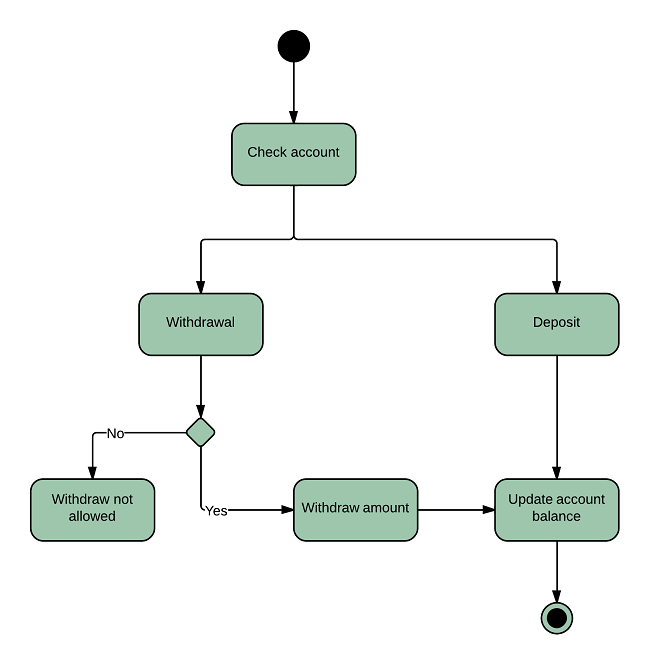 Check account
Withdrawal
Deposit
No
Withdraw not
allowed
Yes
Withdraw amount
Update account
balance